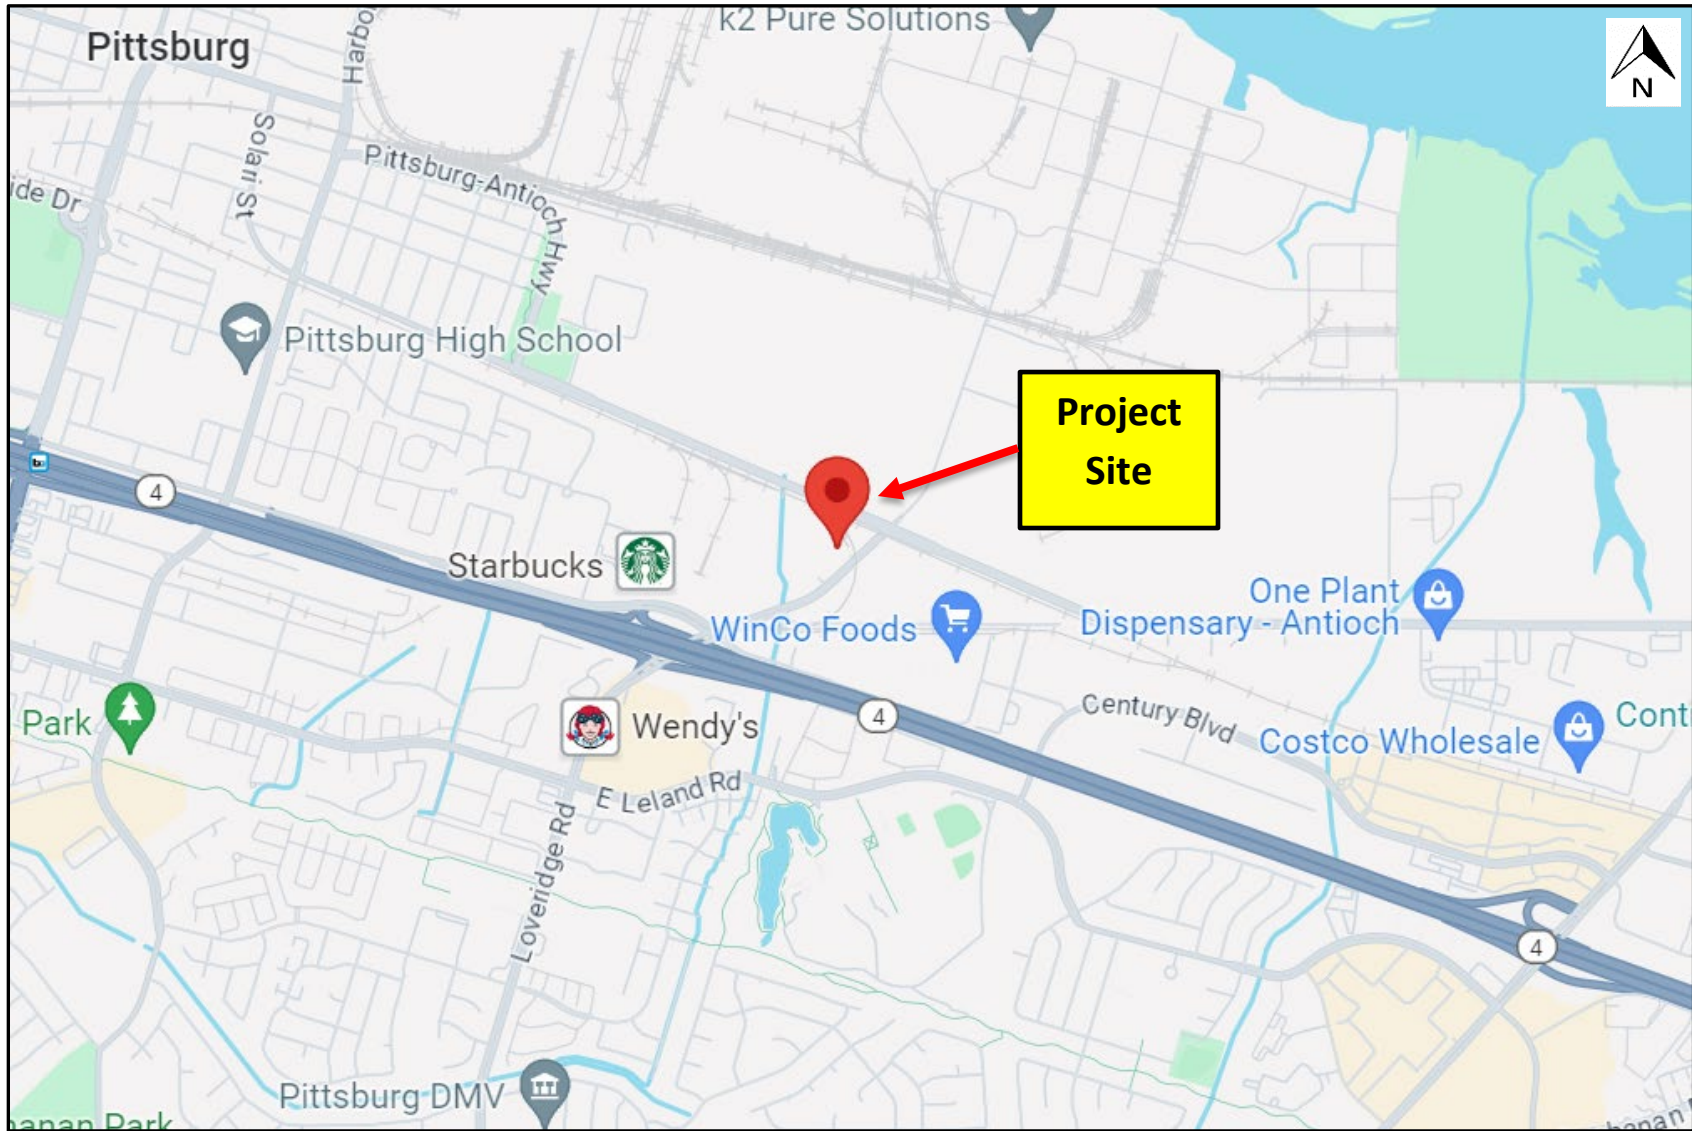 k2 Pure Solutions
Pittsburg
Harbo
N
Solari St
Pittsburg-Antioch Hwy
ide Dr
Pittsburg High School
Project
Site
4
Starbucks
One Plant
Dispensary - Antioch
WinCo Foods
Park
Wendy's
4
Century Blvd
Costco Wholesale
Cont
E Leland Rd
Loveridge Rd
4
Pittsburg DMV
hanan Park